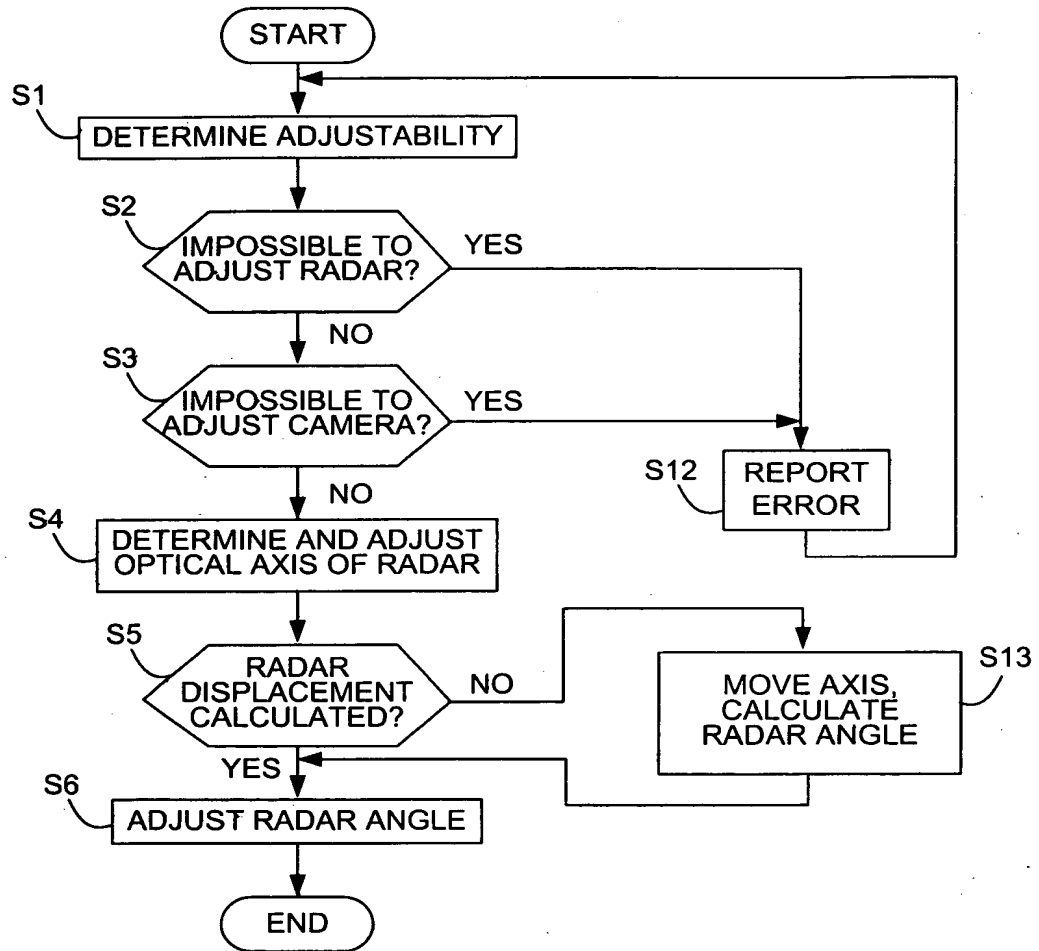 START
S1
DETERMINE ADJUSTABILITY
S2
IMPOSSIBLE TO
ADJUST RADAR?
YES
NO
S3
IMPOSSIBLE TO
ADJUST CAMERA?
YES
NO
S12
REPORT
ERROR
S4
DETERMINE AND ADJUST
OPTICAL AXIS OF RADAR
S5
RADAR
DISPLACEMENT
CALCULATED?
NO
YES
S13
MOVE AXIS,
CALCULATE
RADAR ANGLE
S6
ADJUST RADAR ANGLE
END